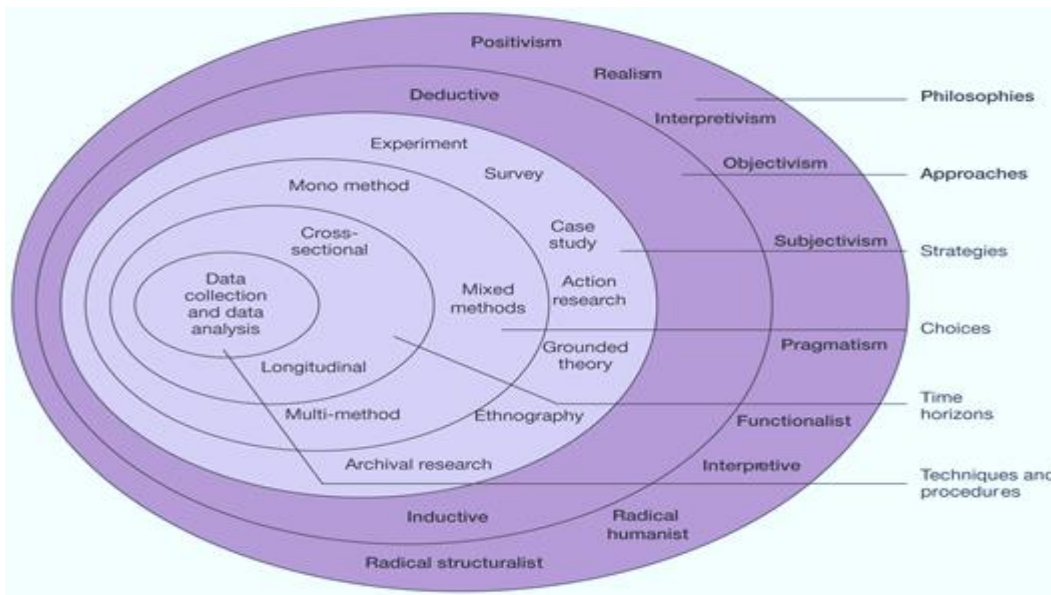 Positivism
Realism
Philosophies
Deductive
Interpretivism
Experiment
Objectivism
Survey
Approaches
Mono method
Case
study
Cross-
sectional
Subjectivism
Strategies
Data
collection
and data
analysis
Mixed
methods
Action
research
Choices
Grounded
theory
Pragmatism
Longitudinal
Time
horizons
Multi-method
Ethnography
Functionalist
Archival research
Interpretive
Techniques and
procedures
Inductive
Radical
humanist
Radical structuralist